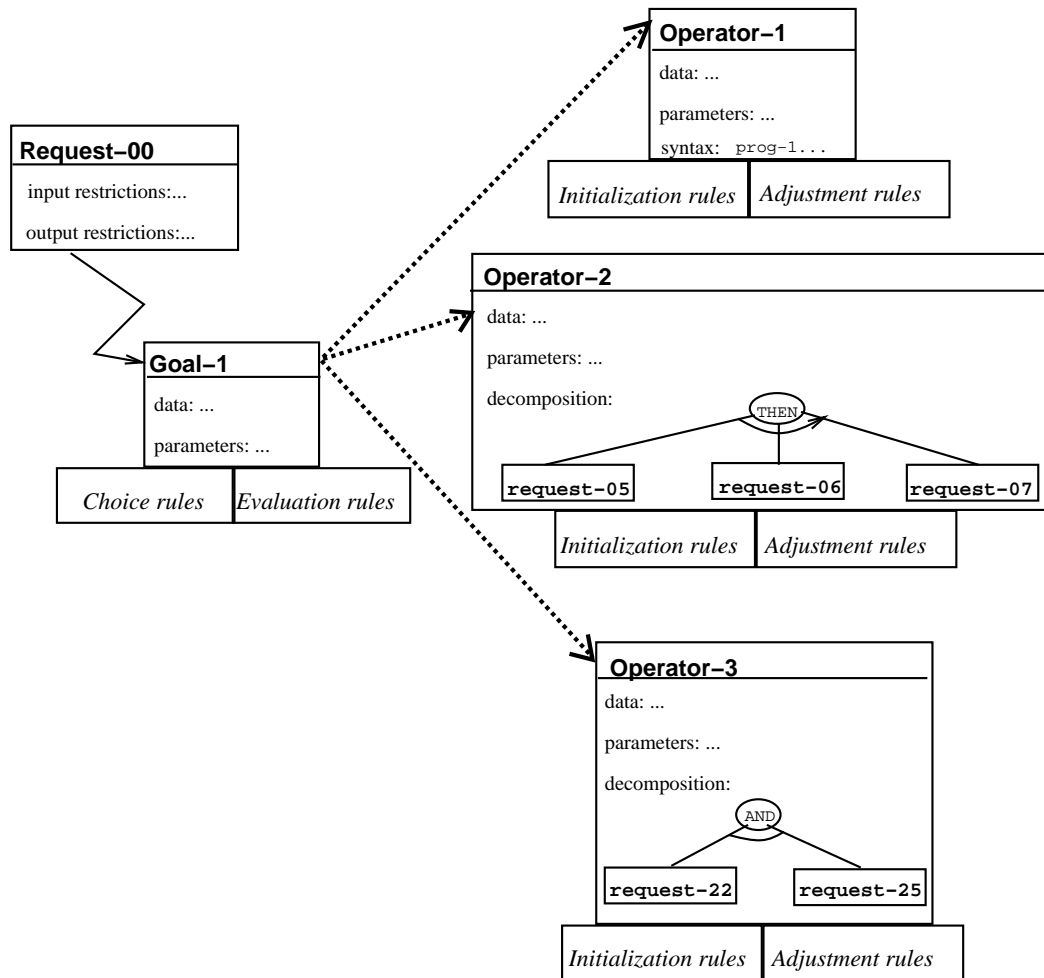 Operator–1
data: ...
parameters: ...
syntax: prog-1...
Initialization rules Adjustment rules
Request–00
input restrictions:...
output restrictions:...
Goal–1
data: ...
parameters: ...
Choice rules Evaluation rules
Operator–2
data: ...
parameters: ...
decomposition:
THEN
request-05 request-06 request-07
Initialization rules Adjustment rules
Operator–3
data: ...
parameters: ...
decomposition:
AND
request-22 request-25
Initialization rules Adjustment rules